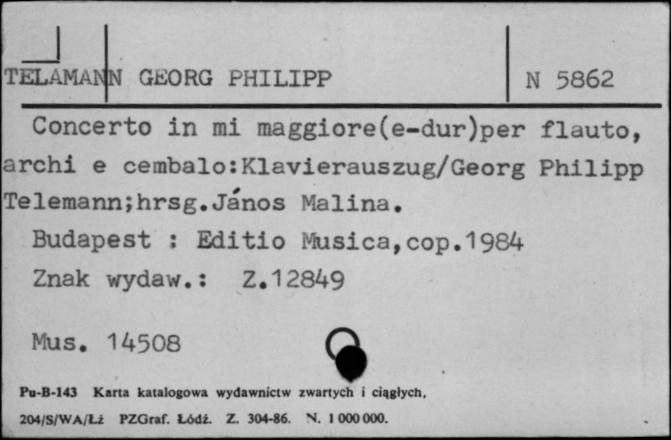 TELAMANN GEORG PHILIPP N 5862
Concerto in mi maggiore(e-dur)per flauto,
archi e cembalo:Klavierauszug/Georg Philipp
Telemann;hrsg.János Malina.
Budapest : Editio Musica,cop.1984
Znak wydaw.: Z.12849
Mus. 14508
Pu-B-143 Karta katalogowa wydawnictw zwartych i ciągłych,
204/S/WA/Łź PZGraf. Łódź. Z. 304-86. N. 1 000 000.